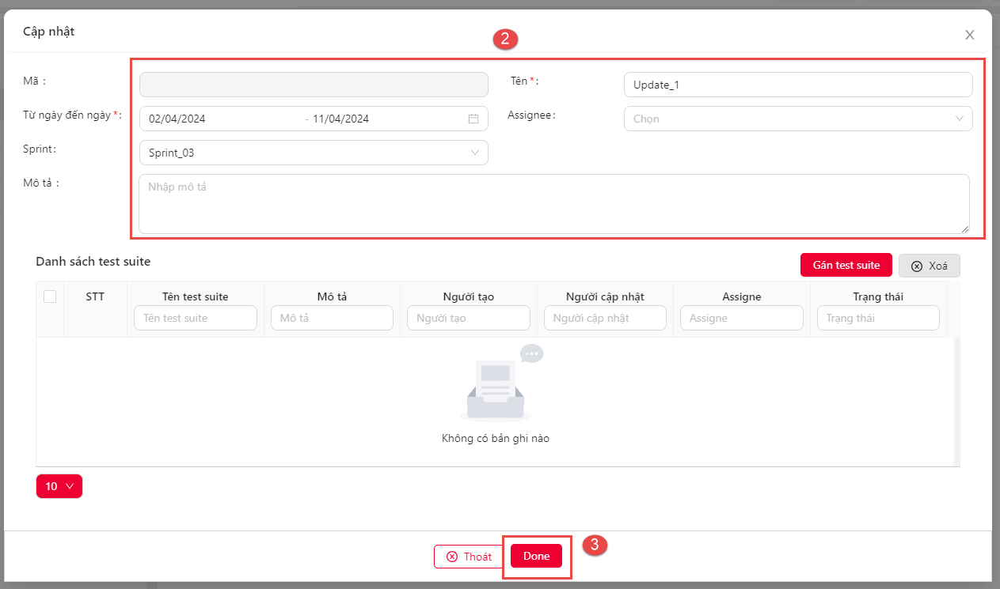 Cập nhật
2
Mã :
Tên * :
Update_1
Từ ngày đến ngày * :
02/04/2024 - 11/04/2024
Assignee:
Chọn
Sprint:
Sprint_03
Mô tả :
Nhập mô tả
Danh sách test suite
Gán test suite
Xoá
STT
Tên test suite
Mô tả
Người tạo
Người cập nhật
Assigne
Trạng thái
Tên test suite
Mô tả
Người tạo
Người cập nhật
Assigne
Trạng thái
Không có bản ghi nào
10
Thoát
Done
3